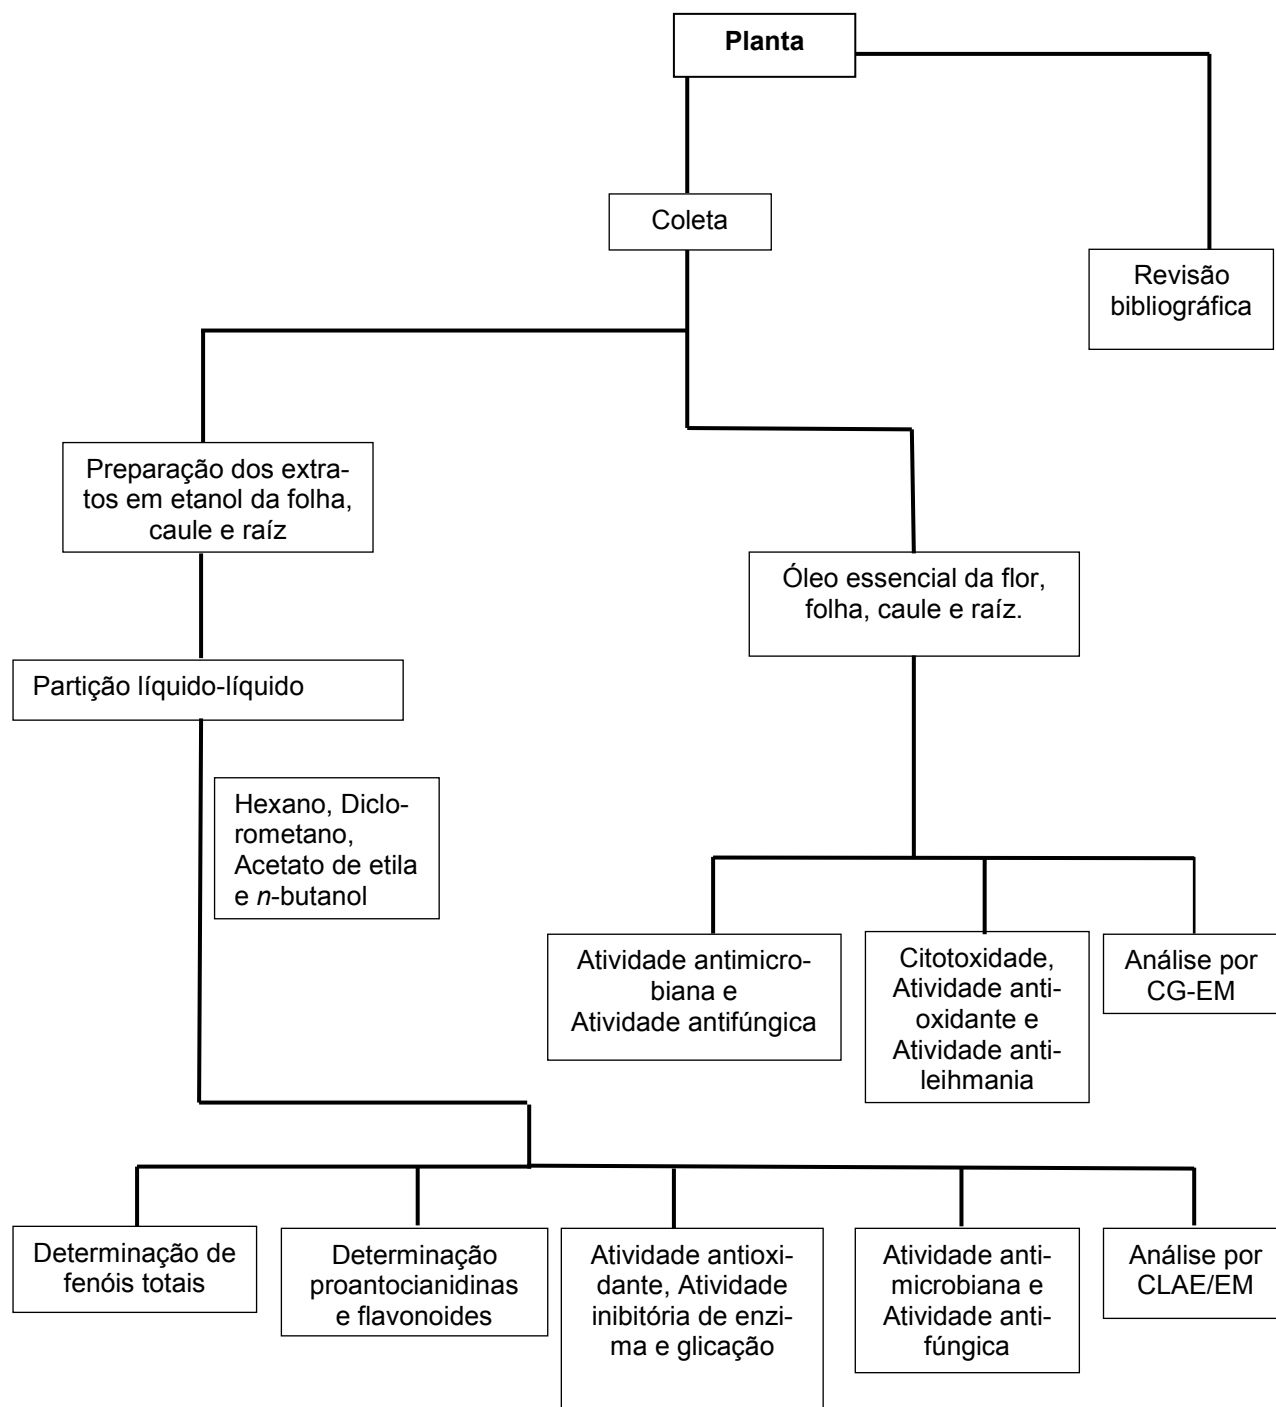 Planta
Coleta
Revisão
bibliográfica
Preparação dos extra-
tos em etanol da folha,
caule e raíz
Óleo essencial da flor,
folha, caule e raíz.
Partição líquido-líquido
Hexano, Diclo-
rometano,
Acetato de etila
e n-butanol
Atividade antimicro-
biana e
Atividade antifúngica
Citotoxidade,
Atividade anti-
oxidante e
Atividade anti-
leihmania
Análise por
CG-EM
Determinação de
fenóis totais
Determinação
proantocianidinas
e flavonoides
Atividade antioxi-
dante, Atividade
inibitória de enzi-
ma e glicação
Atividade anti-
microbiana e
Atividade anti-
fúngica
Análise por
CLAE/EM